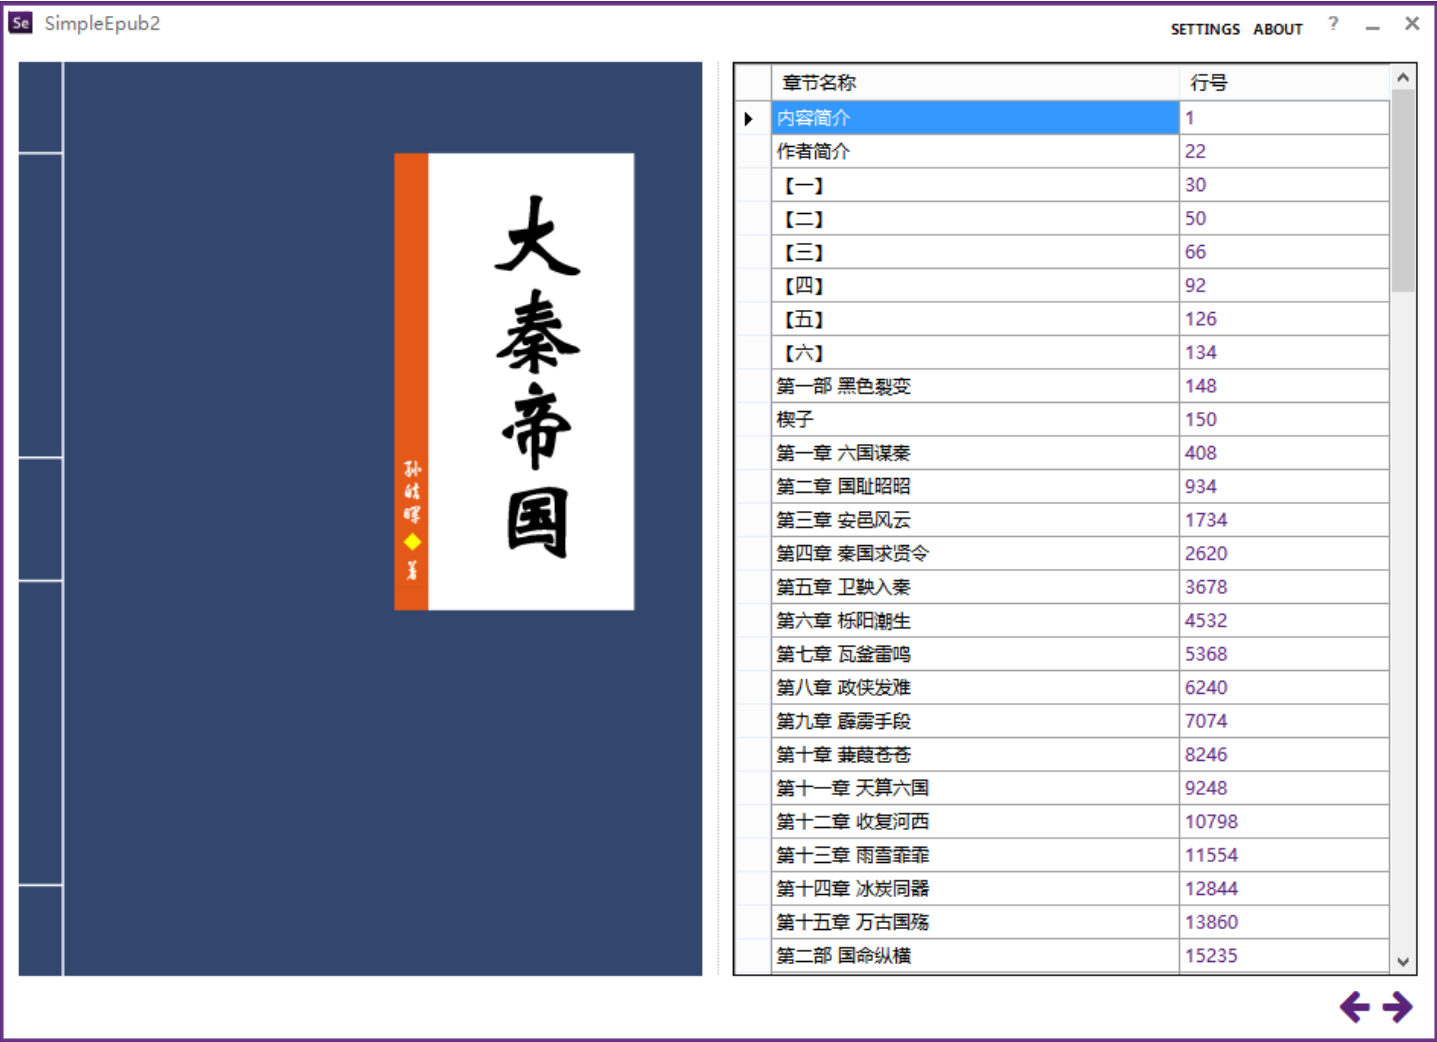 Se SimpleEpub2
SETTINGS ABOUT ?
大秦帝国
孙皓晖◆著
章节名称 行号
内容简介 1
作者简介 22
【一】 30
【二】 50
【三】 66
【四】 92
【五】 126
【六】 134
第一部 黑色裂变 148
楔子 150
第一章 六国谋秦 408
第二章 国耻昭昭 934
第三章 安邑风云 1734
第四章 秦国求贤令 2620
第五章 卫鞅入秦 3678
第六章 栎阳潮生 4532
第七章 瓦釜雷鸣 5368
第八章 政侠发难 6240
第九章 霹雳手段 7074
第十章 蒹葭苍苍 8246
第十一章 天算六国 9248
第十二章 收复河西 10798
第十三章 雨雪霏霏 11554
第十四章 冰炭同器 12844
第十五章 万古国殇 13860
第二部 国命纵横 15235